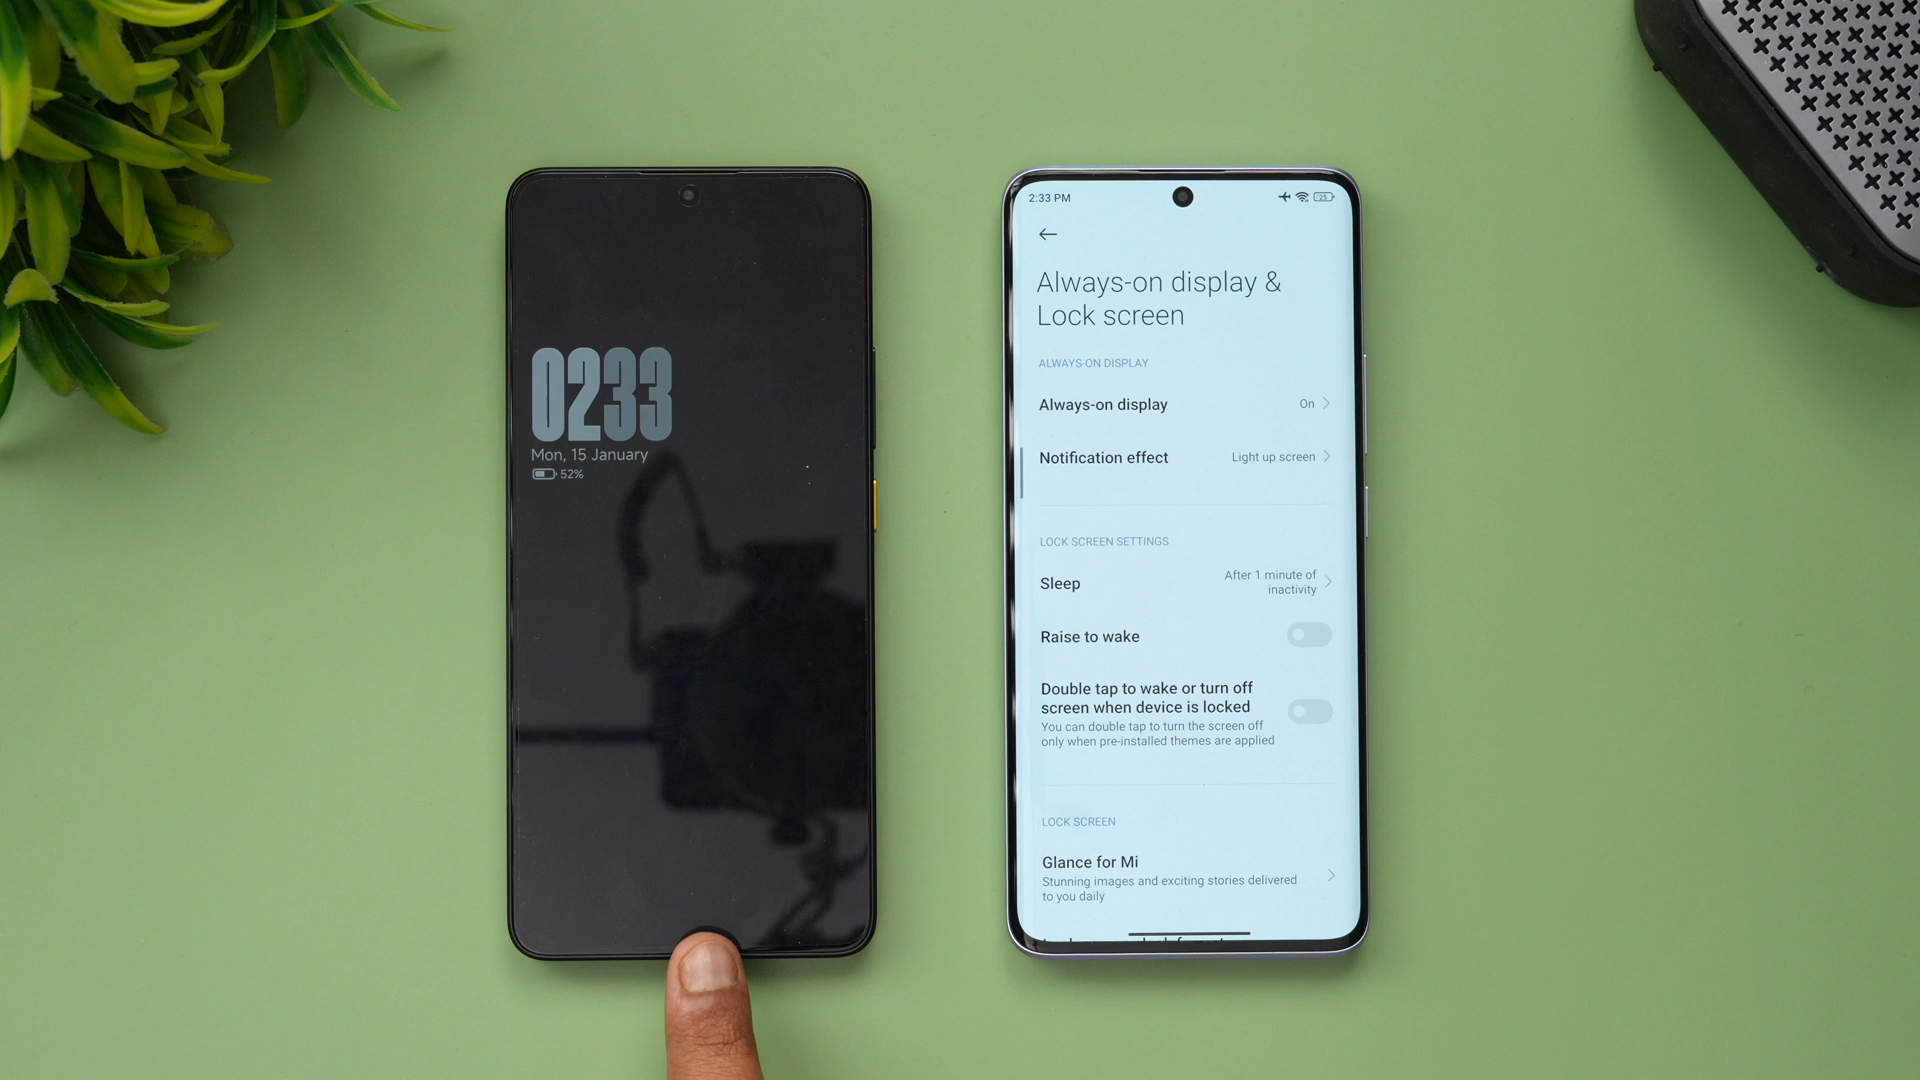 0233
Mon, 15 January
52%
2:33 PM
25
Always-on display &
Lock screen
ALWAYS-ON DISPLAY
Always-on display
On
Notification effect
Light up screen
LOCK SCREEN SETTINGS
Sleep
After 1 minute of
inactivity
Raise to wake
Double tap to wake or turn off
screen when device is locked
You can double tap to turn the screen off
only when pre-installed themes are applied
LOCK SCREEN
Glance for Mi
Stunning images and exciting stories delivered
to you daily